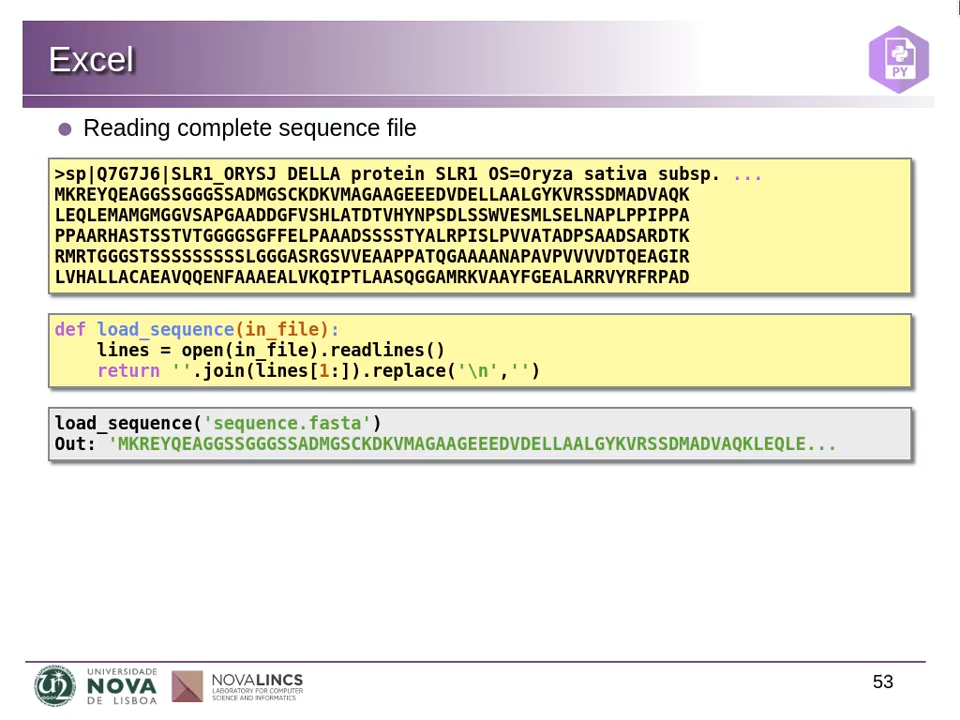 Excel
PY
Reading complete sequence file
>sp|Q7G7J6|SLR1_ORYSJ DELLA protein SLR1 OS=Oryza sativa subsp. ...
MKREYQEAGGSSGGGSSADMGSCKDKVMAGAAGEEEDVDELLAALGYKVRSSDMADVAQK
LEQLEMAMGMGGVSAPGAADDGFVSHLATDTVHYNPSDLSSWVESMLSELNAPLPPIPPA
PPAARHASTSSTVTGGGGSGFFELPAAADSSSSTYALRPISLPVVATADPSAADSARDTK
RMRTGGGSTSSSSSSSSSLGGGASRGSVVEAAPPATQGAAAANAPAVPVVVVDTQEAGIR
LVHALLACAEAVQQENFAAAEALVKQIPTLAASQGGAMRKVAAYFGEALARRVYRFRPAD
def load_sequence(in_file):
    lines = open(in_file).readlines()
    return ''.join(lines[1:]).replace('\n','')
load_sequence('sequence.fasta')
Out: 'MKREYQEAGGSSGGGSSADMGSCKDKVMAGAAGEEEDVDELLAALGYKVRSSDMADVAQKLEQLE...
UNIVERSIDADE
NOVA
DE LISBOA
NOVALINCS
LABORATORY FOR COMPUTER
SCIENCE AND INFORMATICS
53